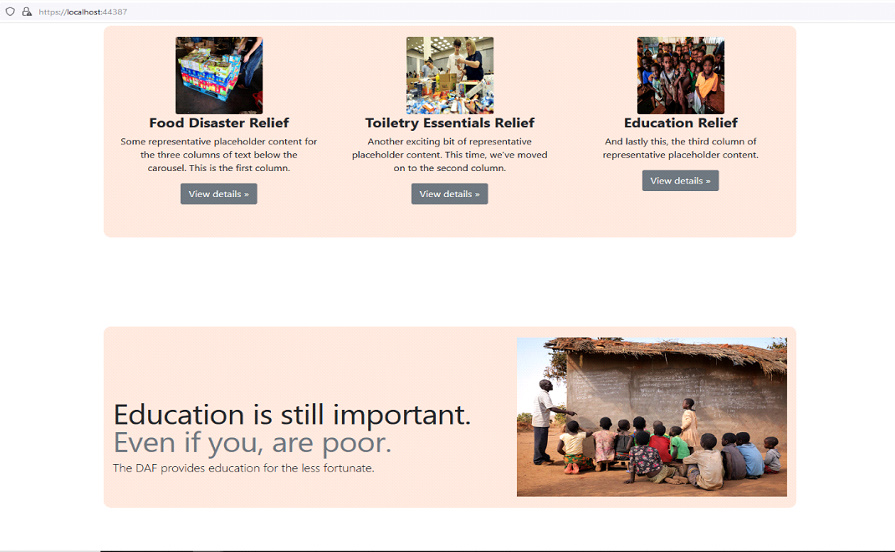 https://localhost:44387
Food Disaster Relief
Some representative placeholder content for
the three columns of text below the
carousel. This is the first column.
View details »
Toiletry Essentials Relief
Another exciting bit of representative
placeholder content. This time, we've moved
on to the second column.
View details »
Education Relief
And lastly this, the third column of
representative placeholder content.
View details »
Education is still important.
Even if you, are poor.
The DAF provides education for the less fortunate.